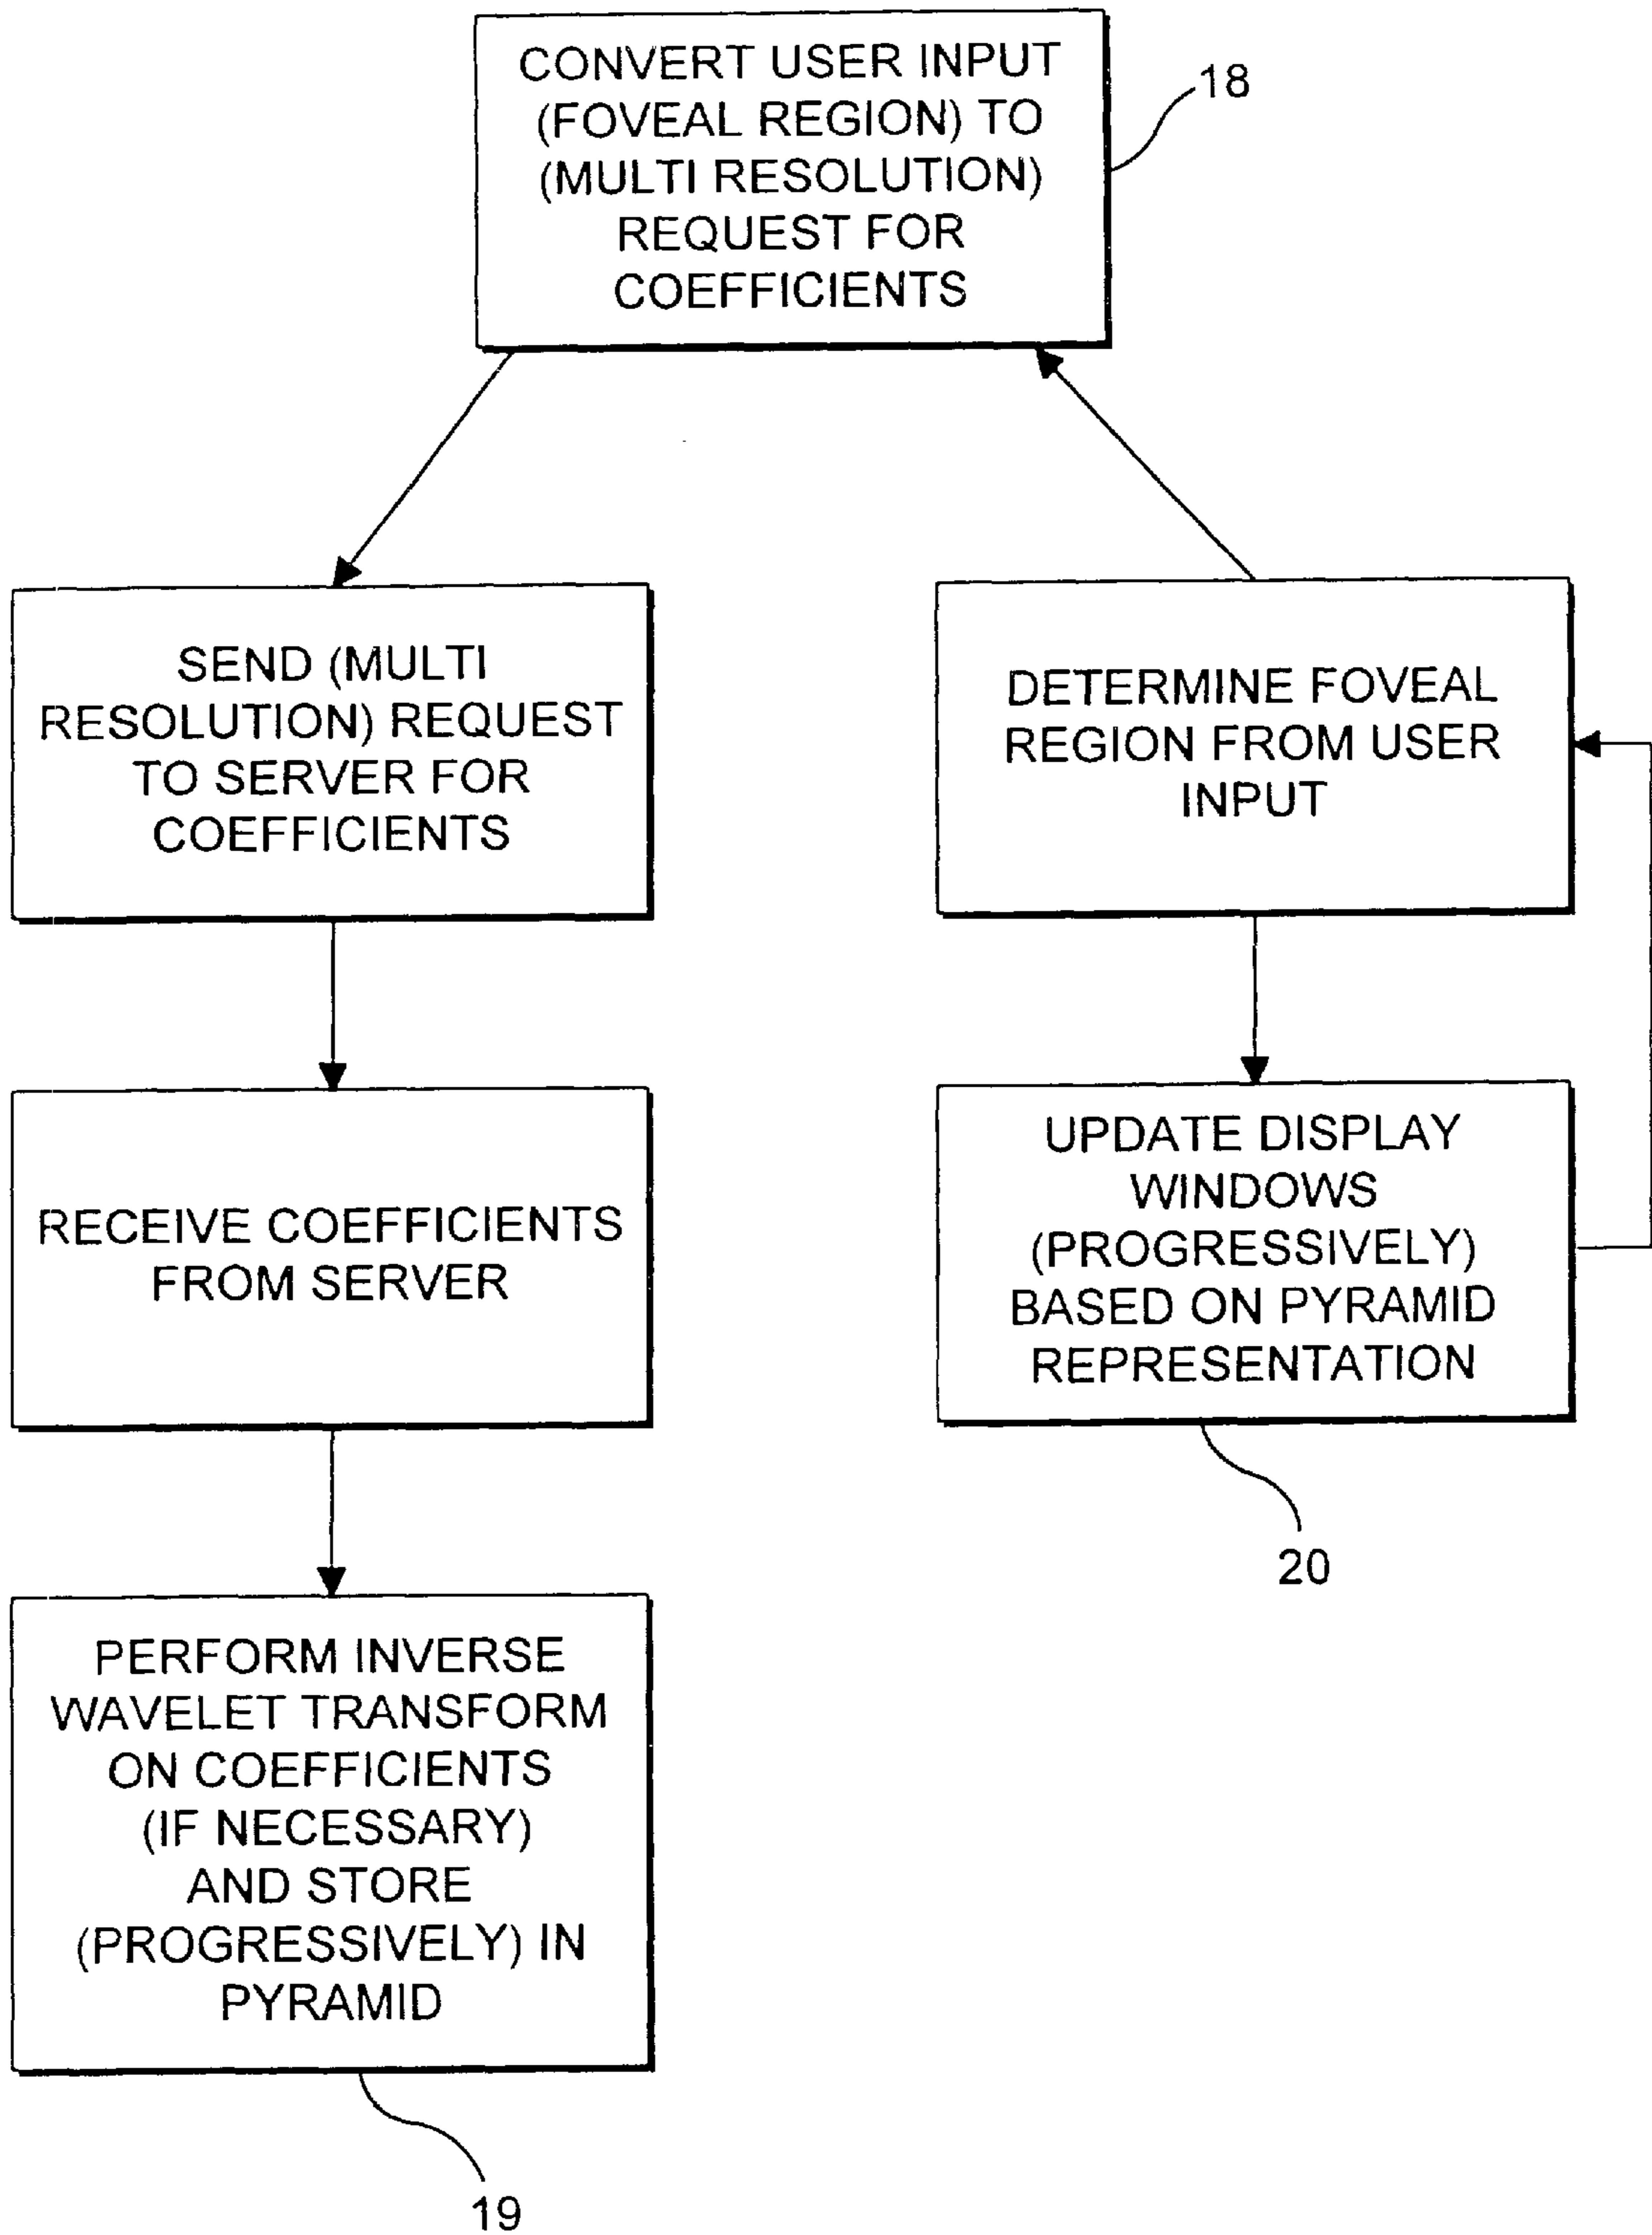 CONVERT USER INPUT
(FOVEAL REGION) TO
(MULTI RESOLUTION)
REQUEST FOR
COEFFICIENTS
18
SEND (MULTI
RESOLUTION) REQUEST
TO SERVER FOR
COEFFICIENTS
DETERMINE FOVEAL
REGION FROM USER
INPUT
RECEIVE COEFFICIENTS
FROM SERVER
UPDATE DISPLAY
WINDOWS
(PROGRESSIVELY)
BASED ON PYRAMID
REPRESENTATION
20
PERFORM INVERSE
WAVELET TRANSFORM
ON COEFFICIENTS
(IF NECESSARY)
AND STORE
(PROGRESSIVELY) IN
PYRAMID
19